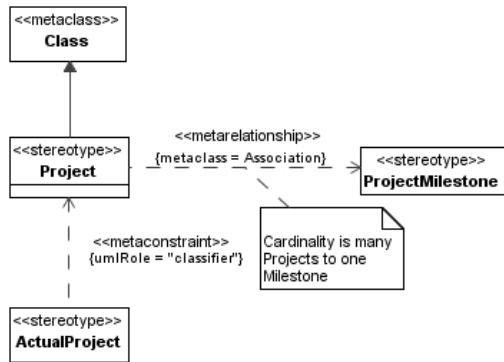 <<metaclass>>
Class
<<metarelationship>>
{metaclass = Association}
<<stereotype>>
Project
<<stereotype>>
ProjectMilestone
<<metaconstraint>>
{umlRole = "classifier"}
Cardinality is many
Projects to one
Milestone
<<stereotype>>
ActualProject